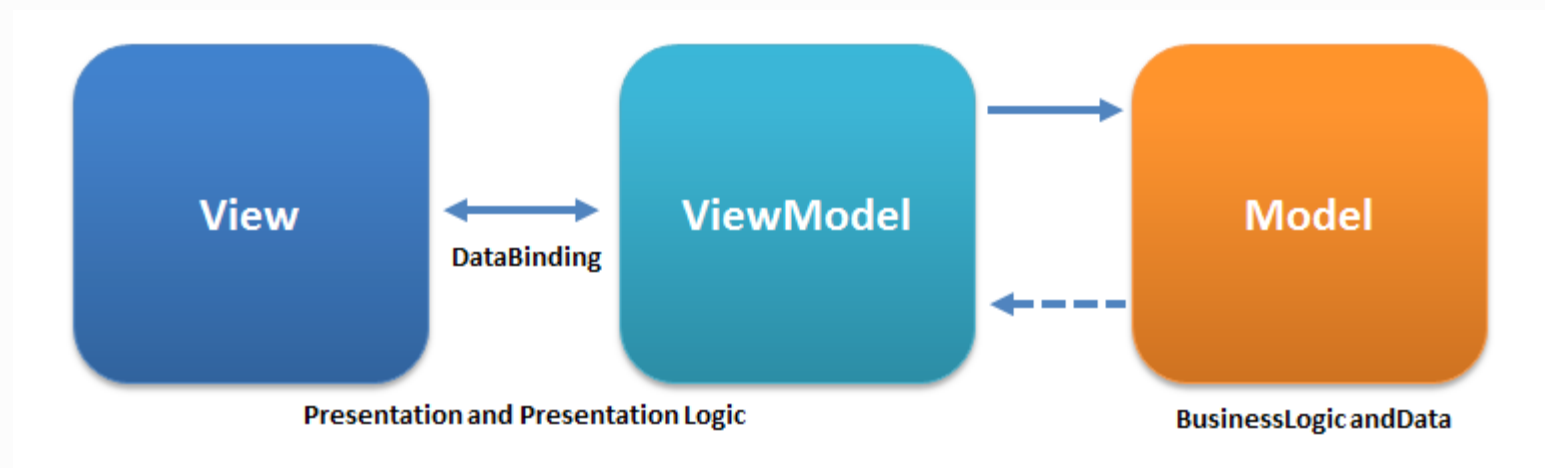 View
ViewModel
Model
DataBinding
Presentation and Presentation Logic
BusinessLogic andData